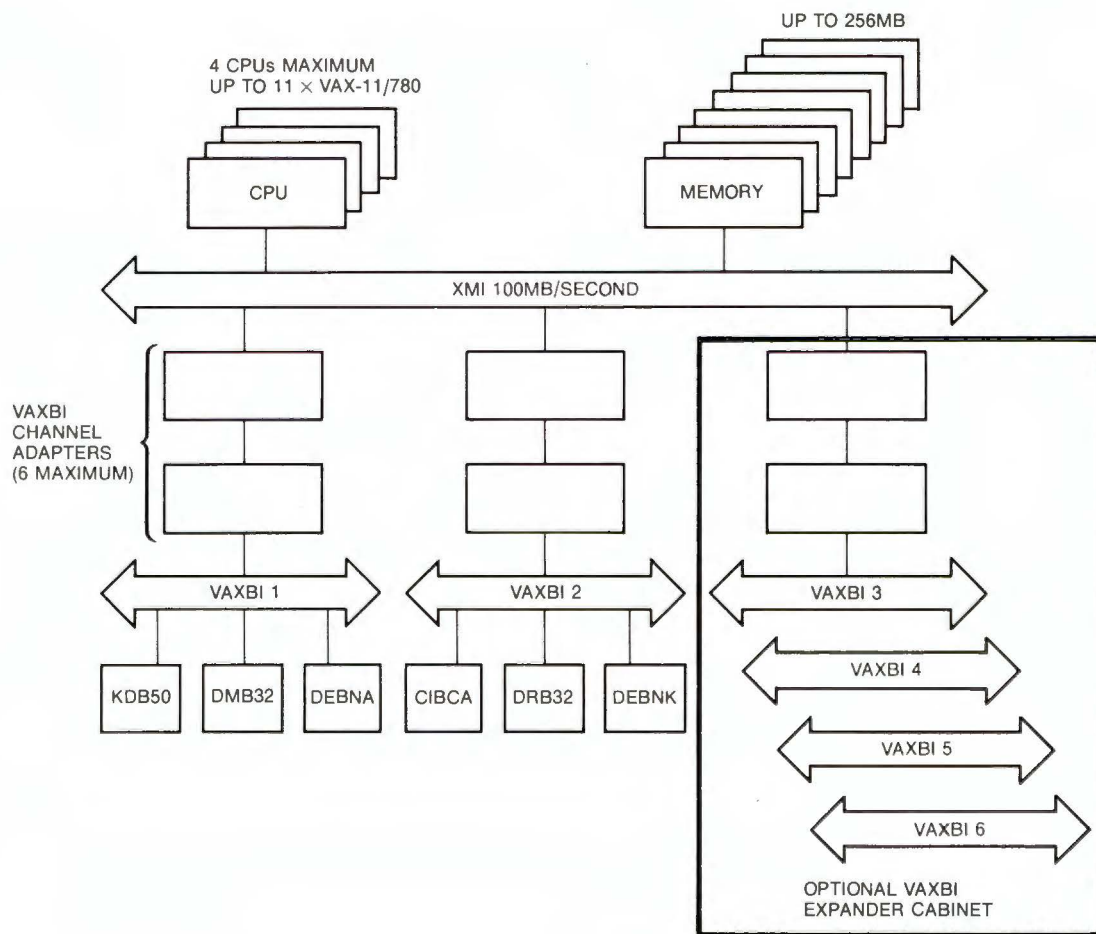 UP TO 256MB
4 CPUs MAXIMUM
UP TO 11 × VAX-11/780
CPU
MEMORY
XMI 100MB/SECOND
VAXBI
CHANNEL
ADAPTERS
(6 MAXIMUM)
VAXBI 1
VAXBI 2
VAXBI 3
KDB50
DMB32
DEBNA
CIBCA
DRB32
DEBNK
VAXBI 4
VAXBI 5
VAXBI 6
OPTIONAL VAXBI
EXPANDER CABINET